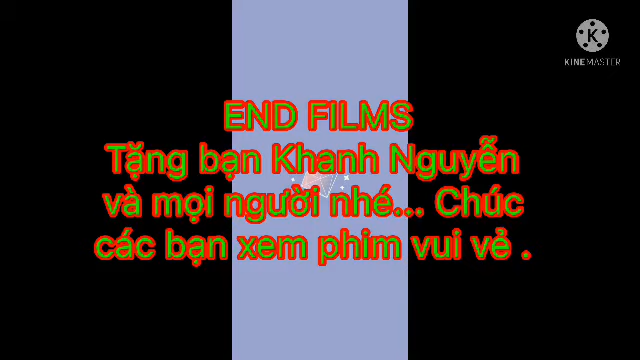 KINEMASTER
END FILMS
Tặng bạn Khanh Nguyễn
và mọi người nhé... Chúc
các bạn xem phim vui vẻ .